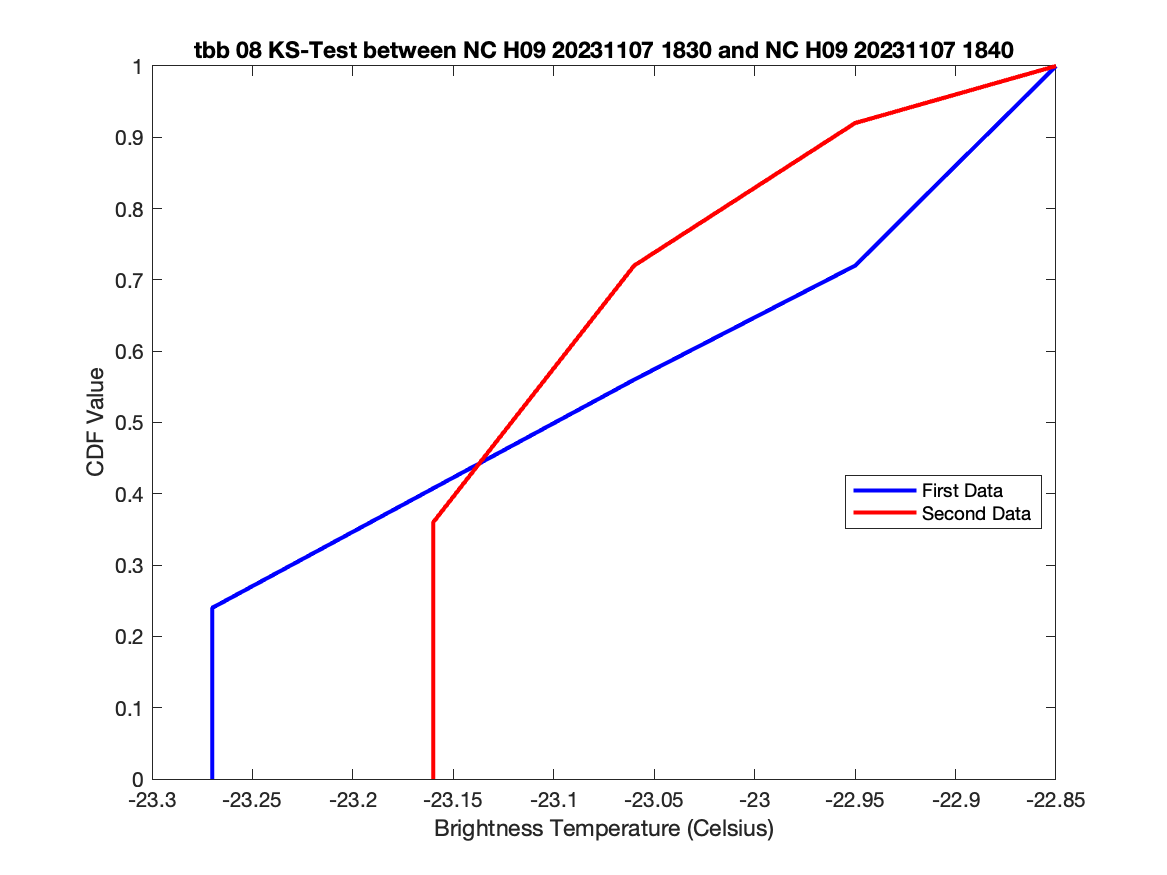 tbb 08 KS-Test between NC H09 20231107 1830 and NC H09 20231107 1840
1
0.9
0.8
0.7
0.6
0.5
0.4
0.3
0.2
0.1
0
CDF Value
First Data
Second Data
-23.3 -23.25 -23.2 -23.15 -23.1 -23.05 -23 -22.95 -22.9 -22.85
Brightness Temperature (Celsius)